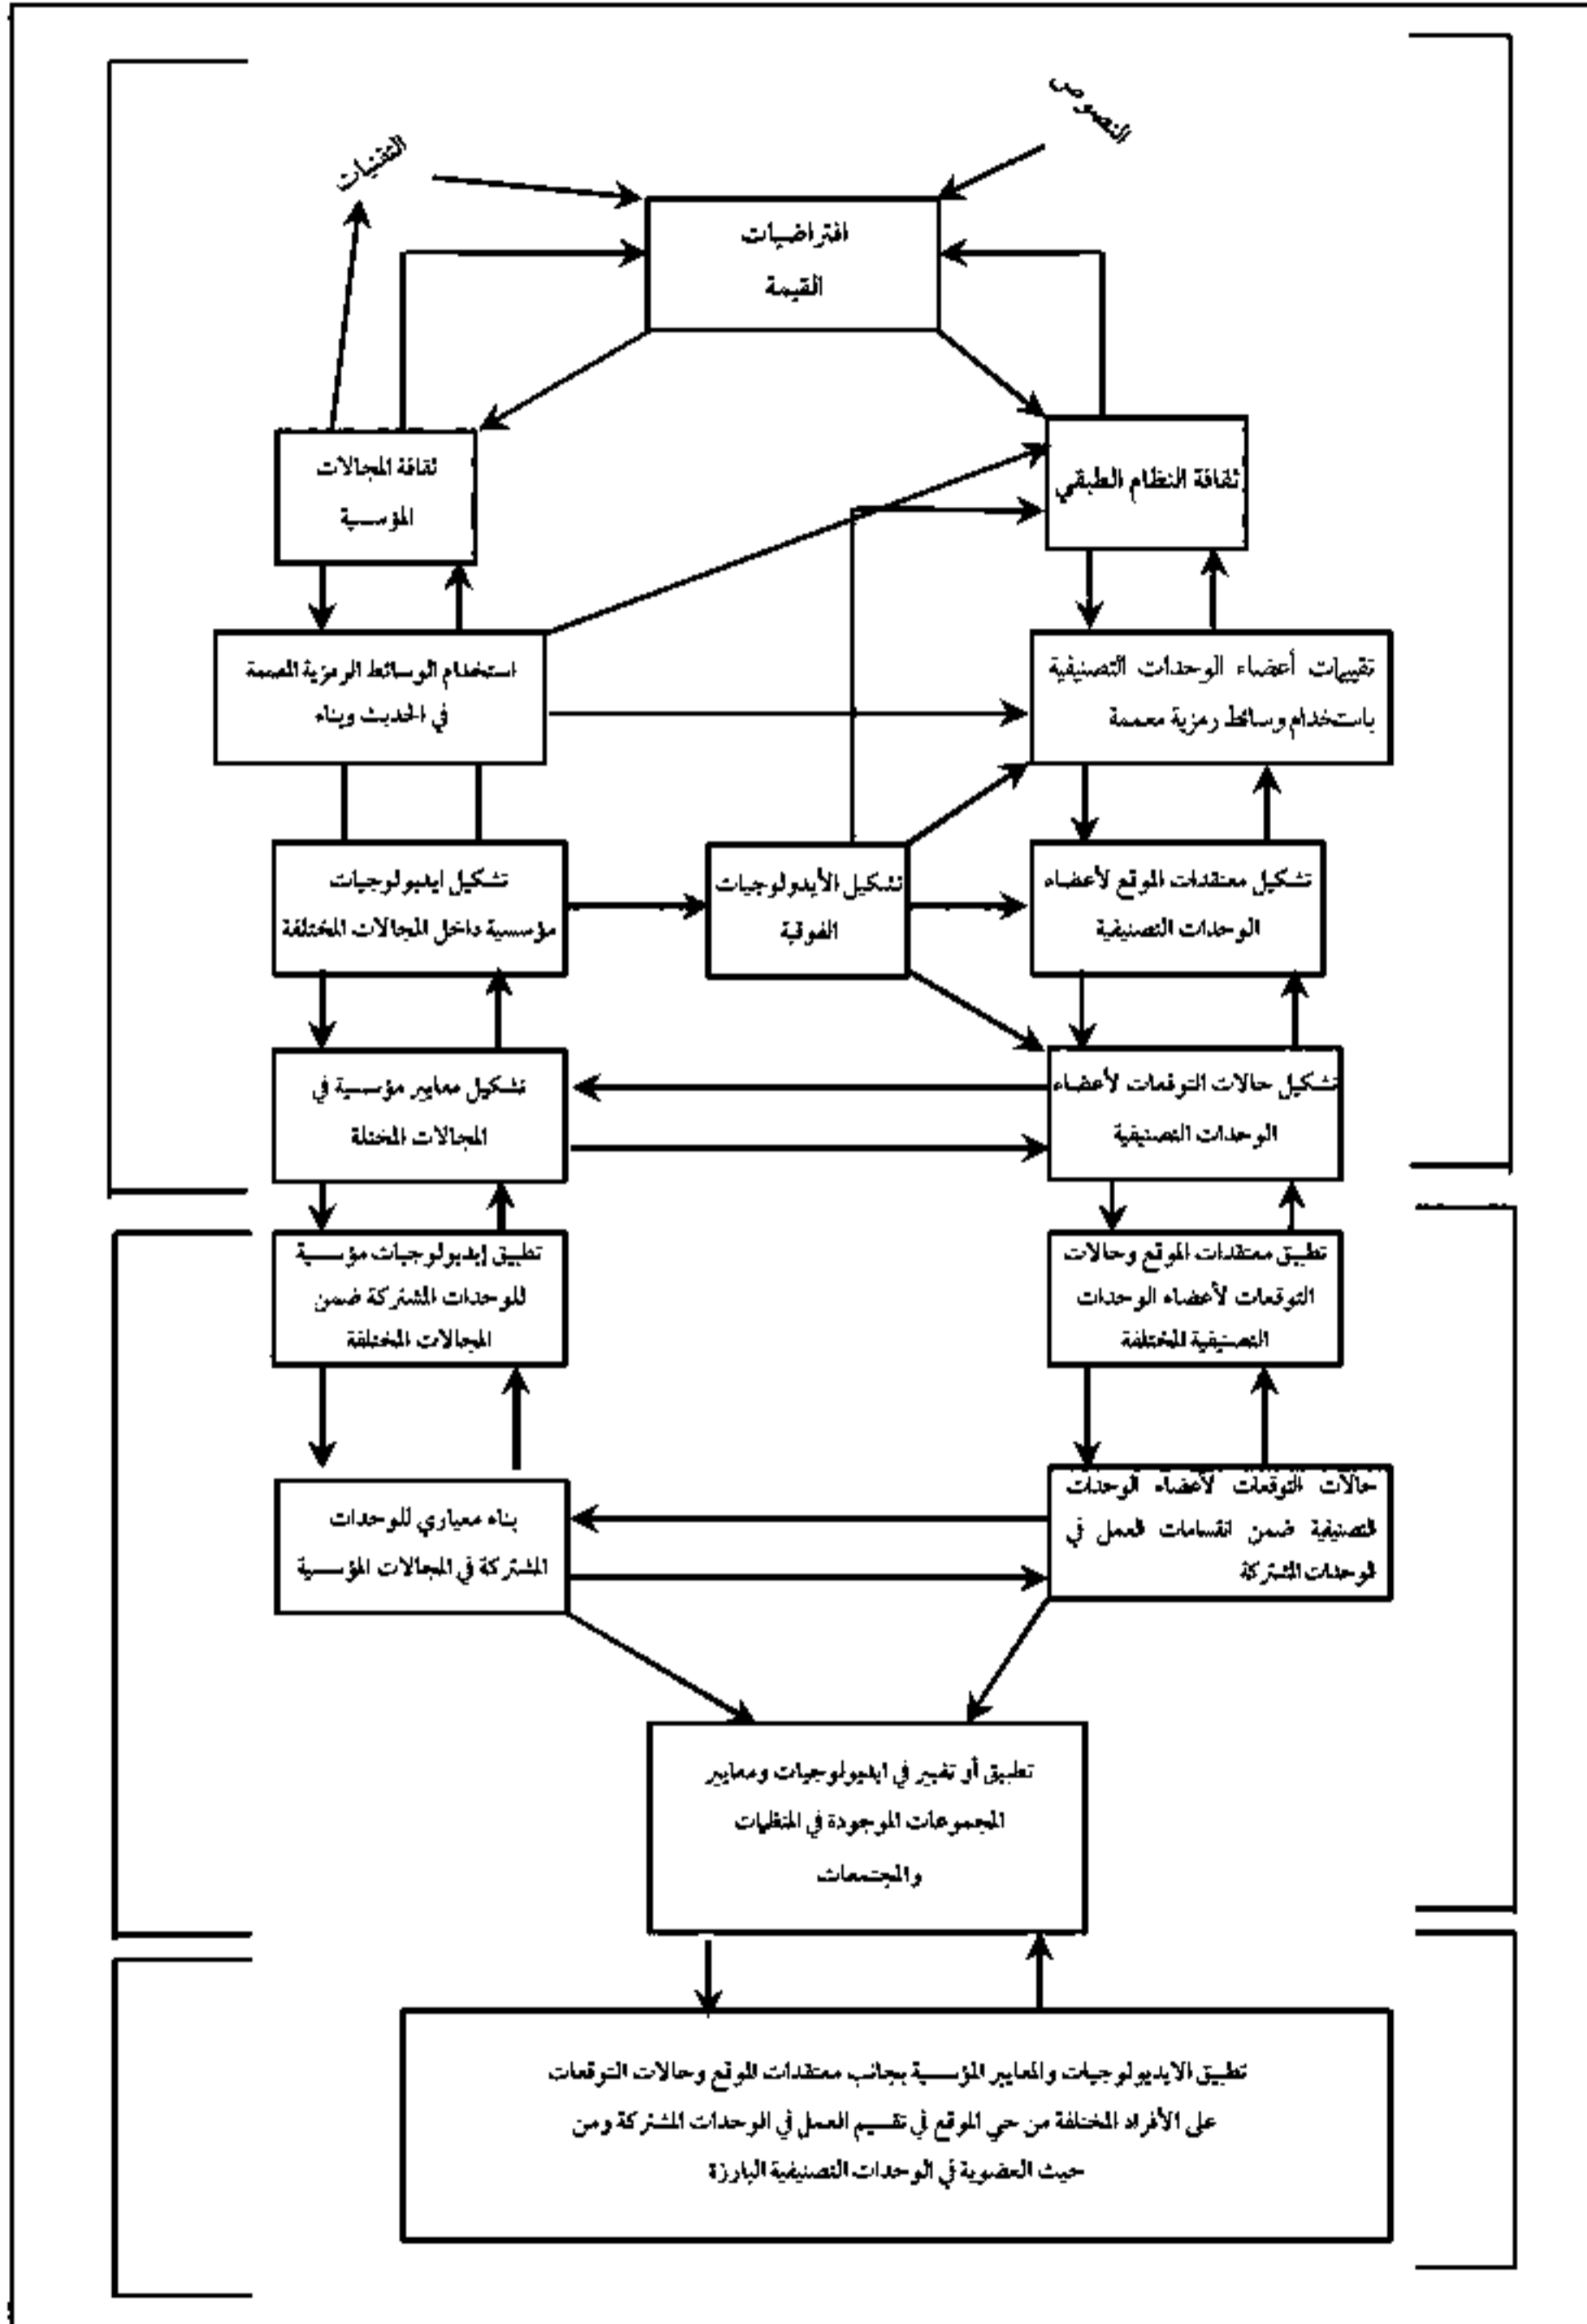 النصوص
التقنيات
افتراضيات
القيمة
ثقافة المجالات
المؤسسية
ثقافة النظام الطبقي
استخدام الوسائط الرمزية المعممة
في الحديث وبناء
تقييمات أعضاء الوحدات التصنيفية
باستخدام وسائط رمزية معممة
تشكيل ايديولوجيات
مؤسسية داخل المجالات المختلفة
تشكيل الأيديولوجيات
الفوقية
تشكيل معتقدات الموقع لأعضاء
الوحدات التصنيفية
تشكيل معايير مؤسسية في
المجالات المختلة
تشكيل حالات التوقعات لأعضاء
الوحدات التصنيفية
تطبيق إيديولوجيات مؤسسية
للوحدات المشتركة ضمن
المجالات المختلفة
تطبيق معتقدات الموقع وحالات
التوقعات لأعضاء الوحدات
التصنيفية المختلفة
بناء معياري للوحدات
المشتركة في المجالات المؤسسية
حالات التوقعات لأعضاء الوحدات
التصنيفية ضمن انقسامات العمل في
الوحدات المشتركة
تطبيق أو تغيير في ايديولوجيات ومعايير
المجموعات الموجودة في المنظمات
والمجتمعات
تطبيق الايديولوجيات والمعايير المؤسسية بجانب معتقدات الموقع وحالات التوقعات
على الأفراد المختلفة من حي الموقع في تقسيم العمل في الوحدات المشتركة ومن
حيث العضوية في الوحدات التصنيفية البارزة